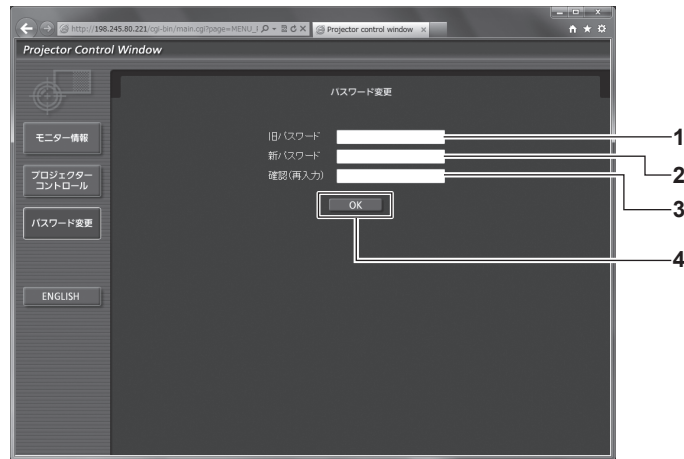 http://198.245.80.221/cgi-bin/main.cgi?page=MENU_
Projector control window
Projector Control Window
パスワード変更
旧パスワード
1
モニター情報
新パスワード
2
プロジェクター
コントロール
確認(再入力)
3
OK
パスワード変更
4
ENGLISH